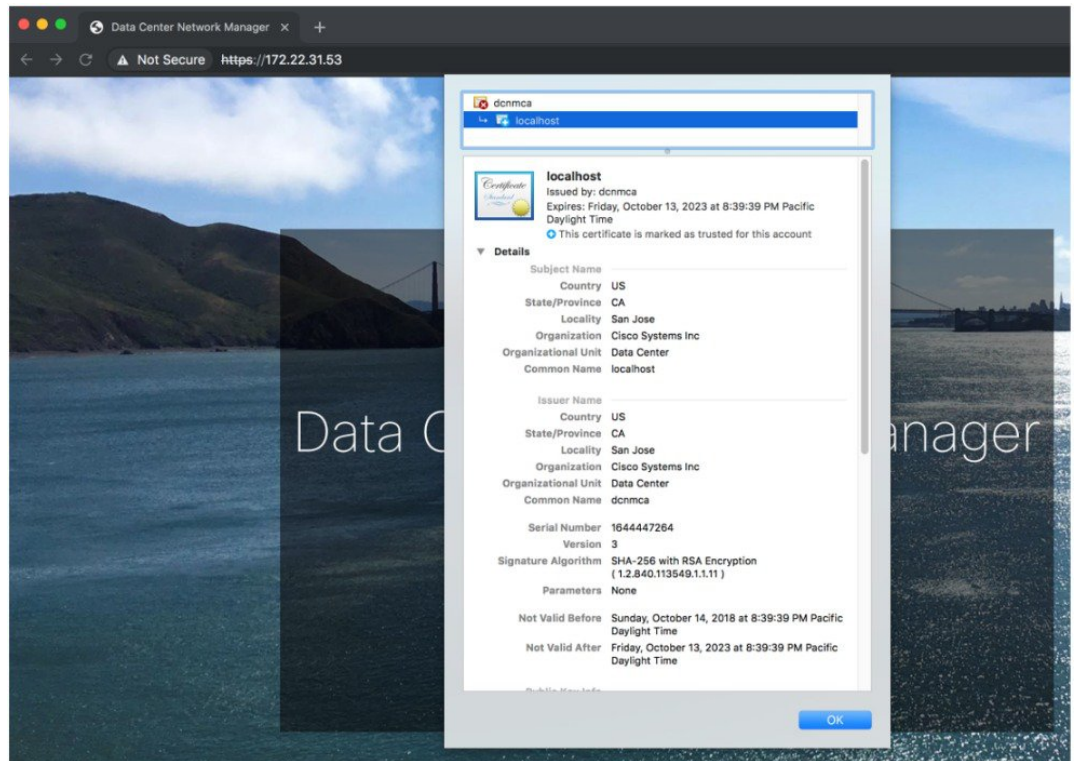 Data Center Network Manager
Not Secure https://172.22.31.53
dcnmca
localhost
Certificate
Standard
localhost
Issued by: dcnmca
Expires: Friday, October 13, 2023 at 8:39:39 PM Pacific
Daylight Time
This certificate is marked as trusted for this account
Details
Subject Name
Country US
State/Province CA
Locality San Jose
Organization Cisco Systems Inc
Organizational Unit Data Center
Common Name localhost
Issuer Name
Country US
State/Province CA
Locality San Jose
Organization Cisco Systems Inc
Organizational Unit Data Center
Common Name dcnmca
Serial Number 1644447264
Version 3
Signature Algorithm SHA-256 with RSA Encryption
( 1.2.840.113549.1.1.11 )
Parameters None
Not Valid Before Sunday, October 14, 2018 at 8:39:39 PM Pacific
Daylight Time
Not Valid After Friday, October 13, 2023 at 8:39:39 PM Pacific
Daylight Time
Public Key Info
OK
Data C anager